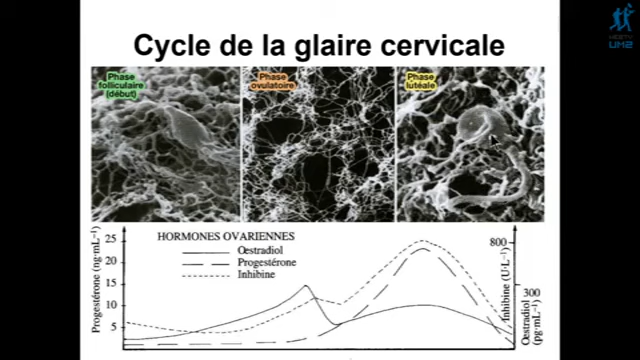 Cycle de la glaire cervicale
Phase
folliculaire
(début)
Phase
ovulatoire
Phase
lutéale
UM2
HORMONES OVARIENNES
Œstradiol
Progestérone
Inhibine
Progestérone (ng·mL⁻¹)
25
20
15
10
5
800
300
Inhibine (U·L⁻¹)
Œstradiol
(pg·mL⁻¹)